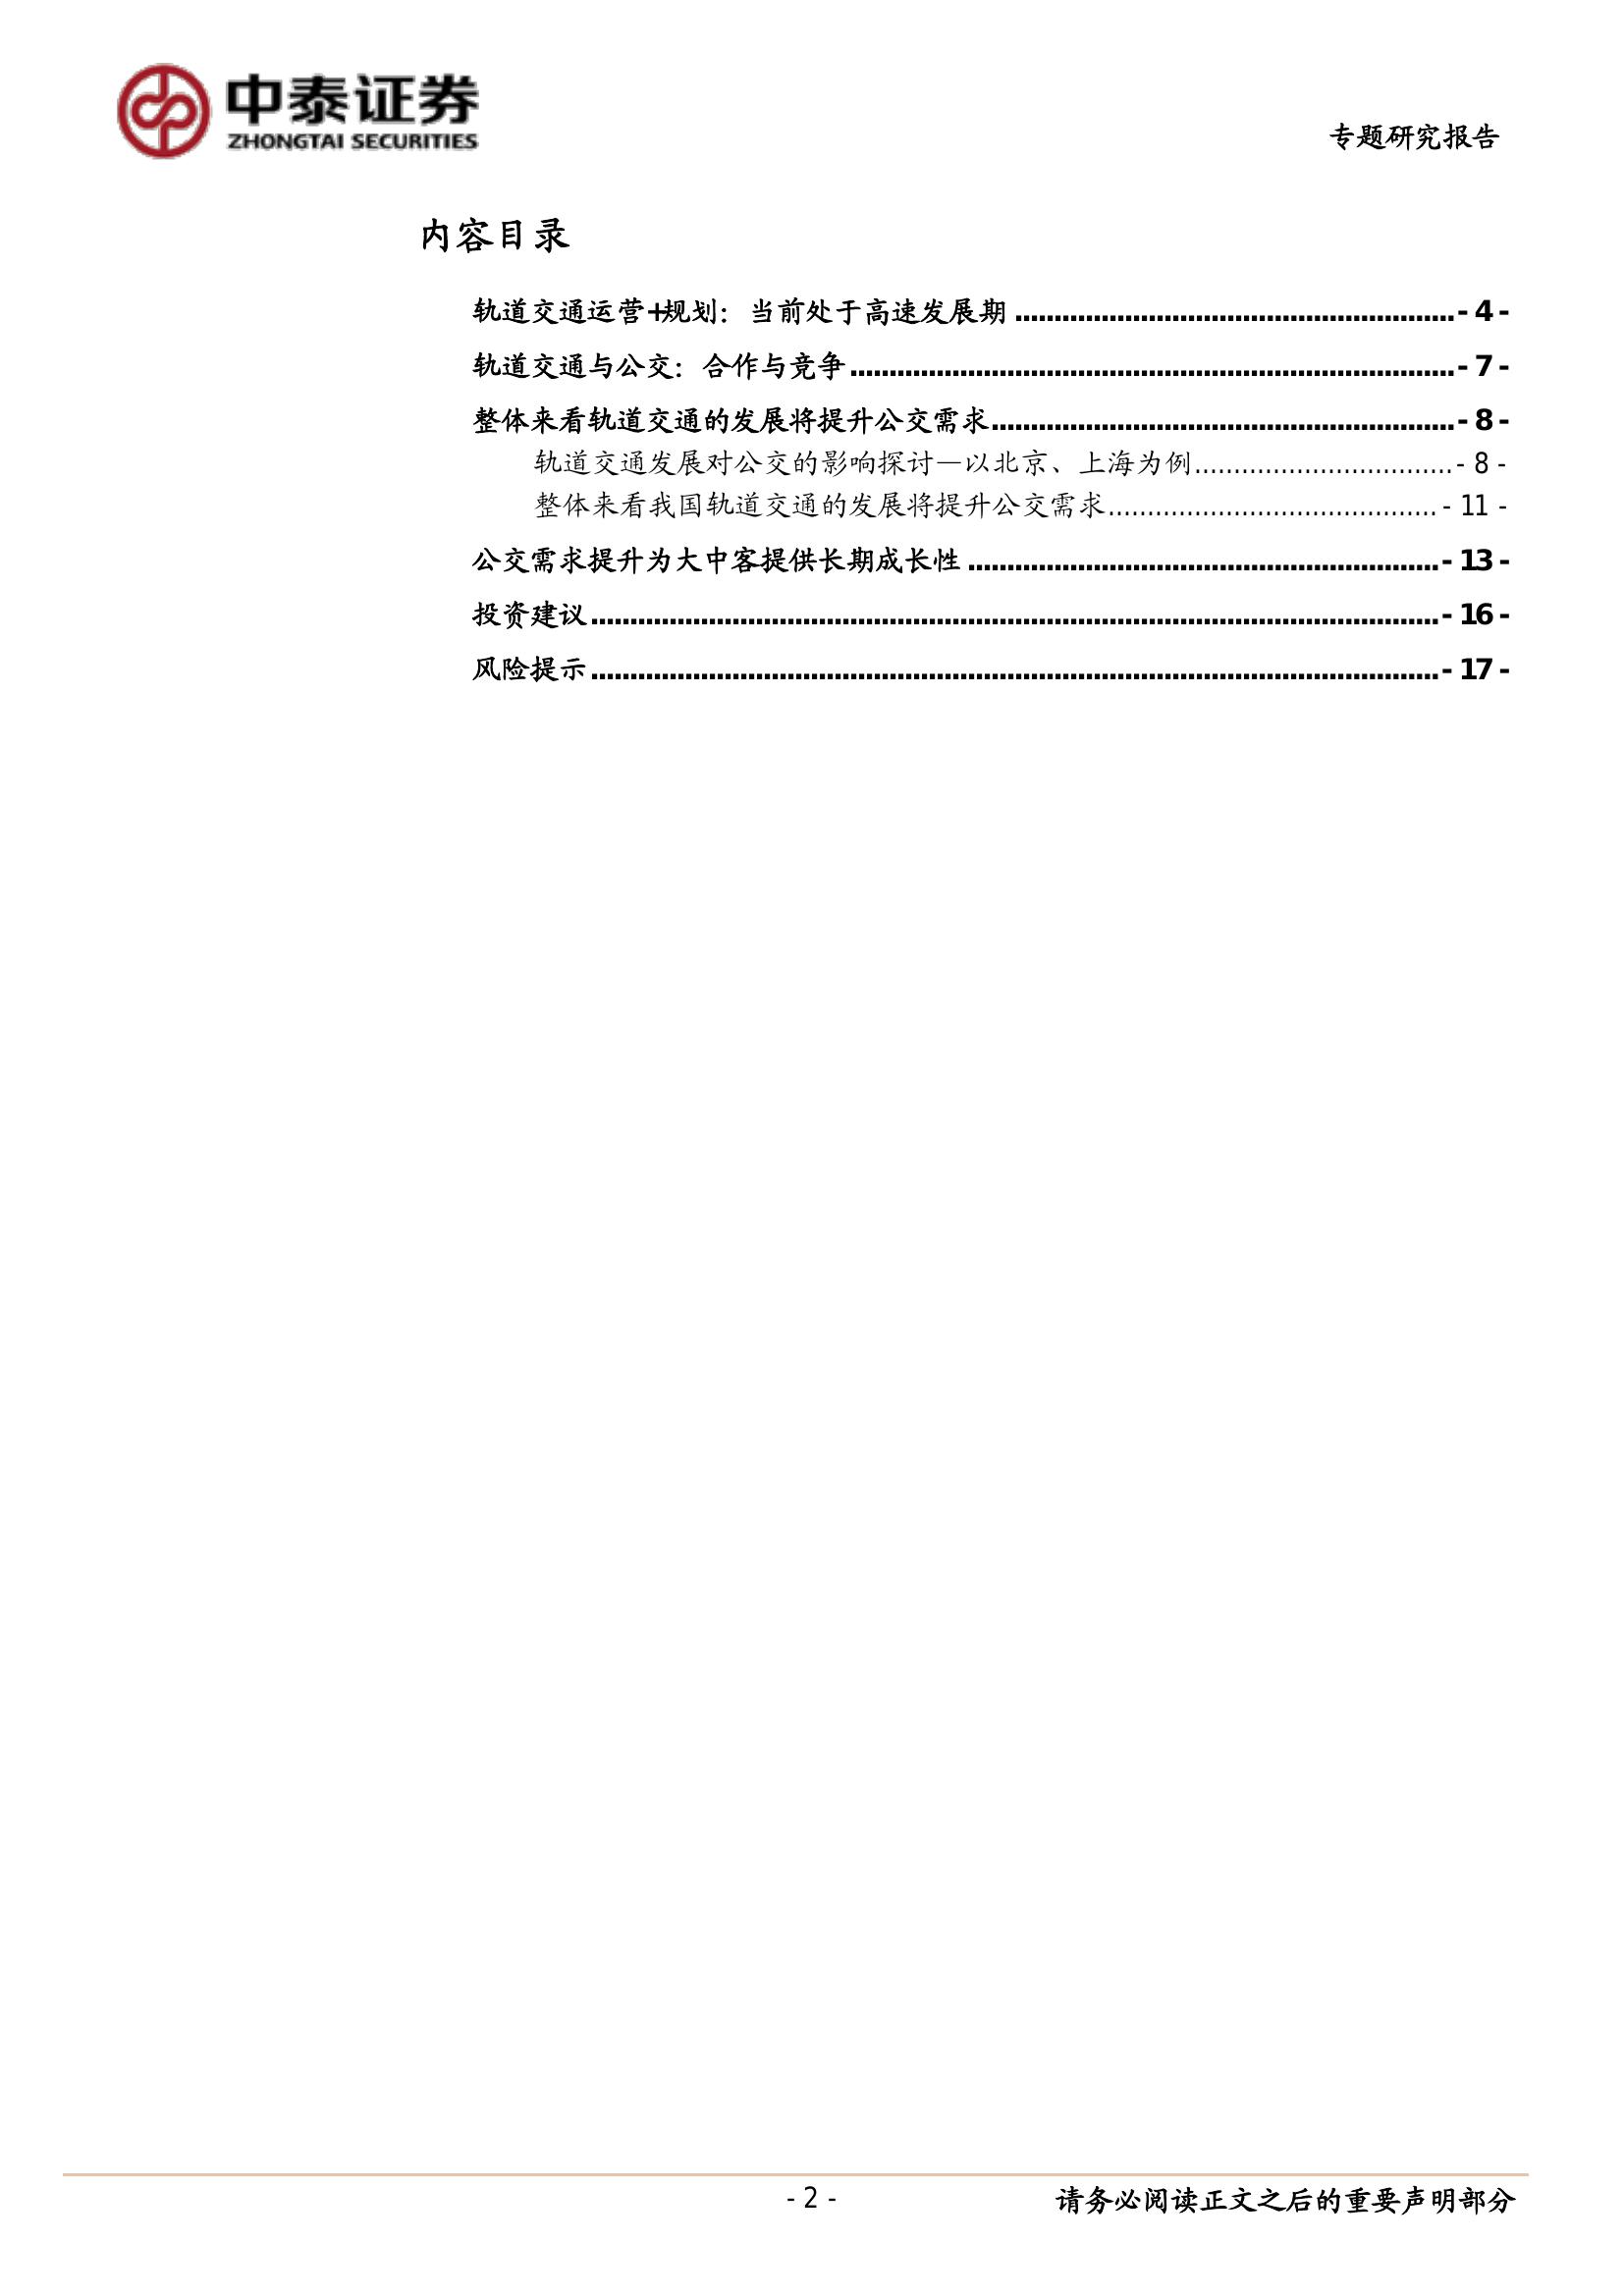 中泰证券
ZHONGTAI SECURITIES
专题研究报告
内容目录
轨道交通运营+规划：当前处于高速发展期 ........................................................ - 4 -
轨道交通与公交：合作与竞争 ............................................................................. - 7 -
整体来看轨道交通的发展将提升公交需求........................................................... - 8 -
轨道交通发展对公交的影响探讨—以北京、上海为例................................. - 8 -
整体来看我国轨道交通的发展将提升公交需求.......................................... - 11 -
公交需求提升为大中客提供长期成长性 ............................................................ - 13 -
投资建议 ............................................................................................................ - 16 -
风险提示 ............................................................................................................ - 17 -
- 2 -
请务必阅读正文之后的重要声明部分